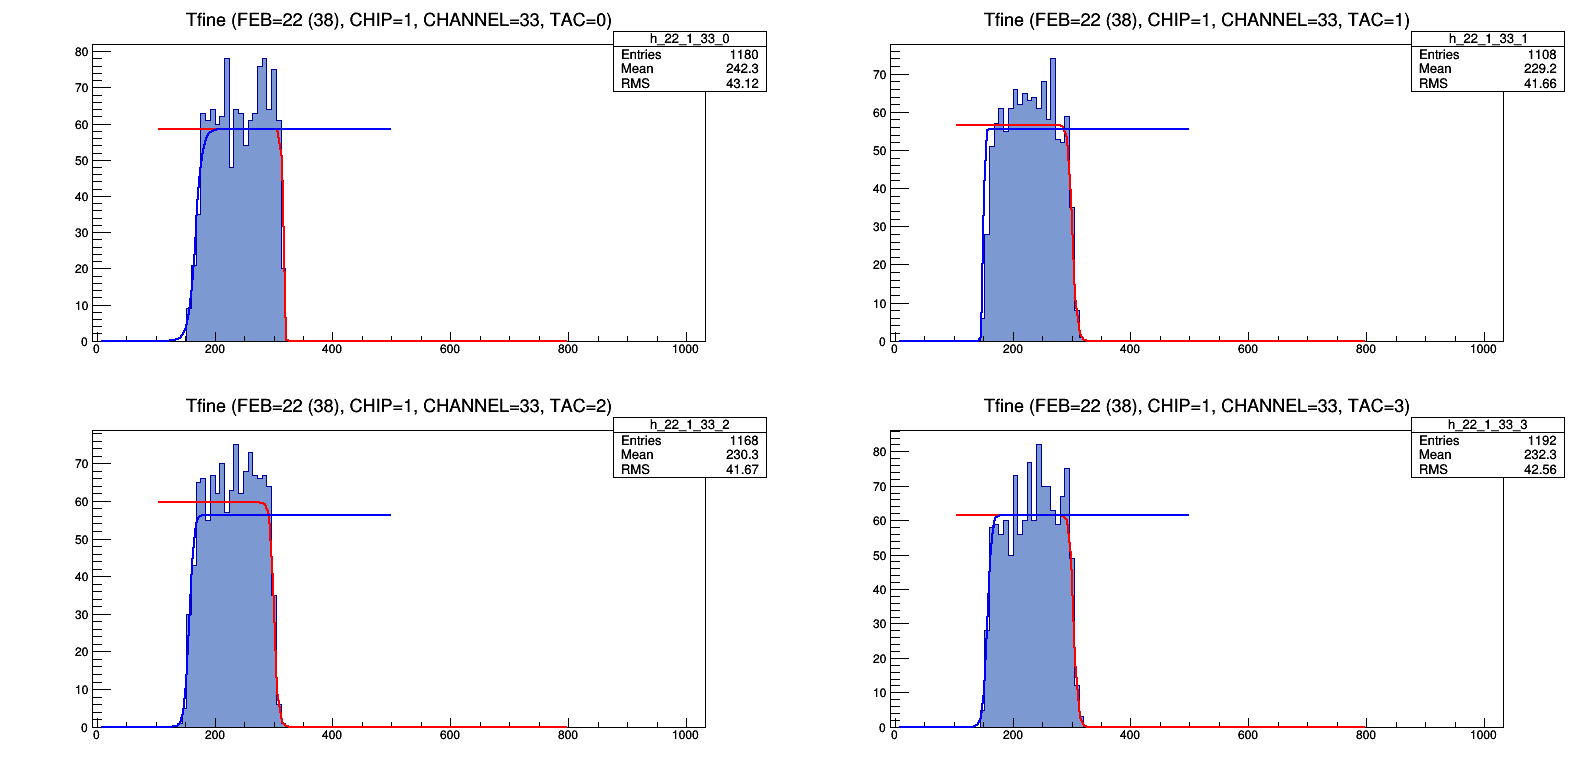 Tfine (FEB=22 (38), CHIP=1, CHANNEL=33, TAC=0)
h_22_1_33_0
Entries 1180
Mean 242.3
RMS 43.12
80
70
60
50
40
30
20
10
0
0 200 400 600 800 1000
Tfine (FEB=22 (38), CHIP=1, CHANNEL=33, TAC=1)
h_22_1_33_1
Entries 1108
Mean 229.2
RMS 41.66
70
60
50
40
30
20
10
0
0 200 400 600 800 1000
Tfine (FEB=22 (38), CHIP=1, CHANNEL=33, TAC=2)
h_22_1_33_2
Entries 1168
Mean 230.3
RMS 41.67
70
60
50
40
30
20
10
0
0 200 400 600 800 1000
Tfine (FEB=22 (38), CHIP=1, CHANNEL=33, TAC=3)
h_22_1_33_3
Entries 1192
Mean 232.3
RMS 42.56
80
70
60
50
40
30
20
10
0
0 200 400 600 800 1000